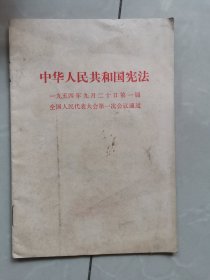 中华人民共和国宪法
一九五四年九月二十日第一届
全国人民代表大会第一次会议通过